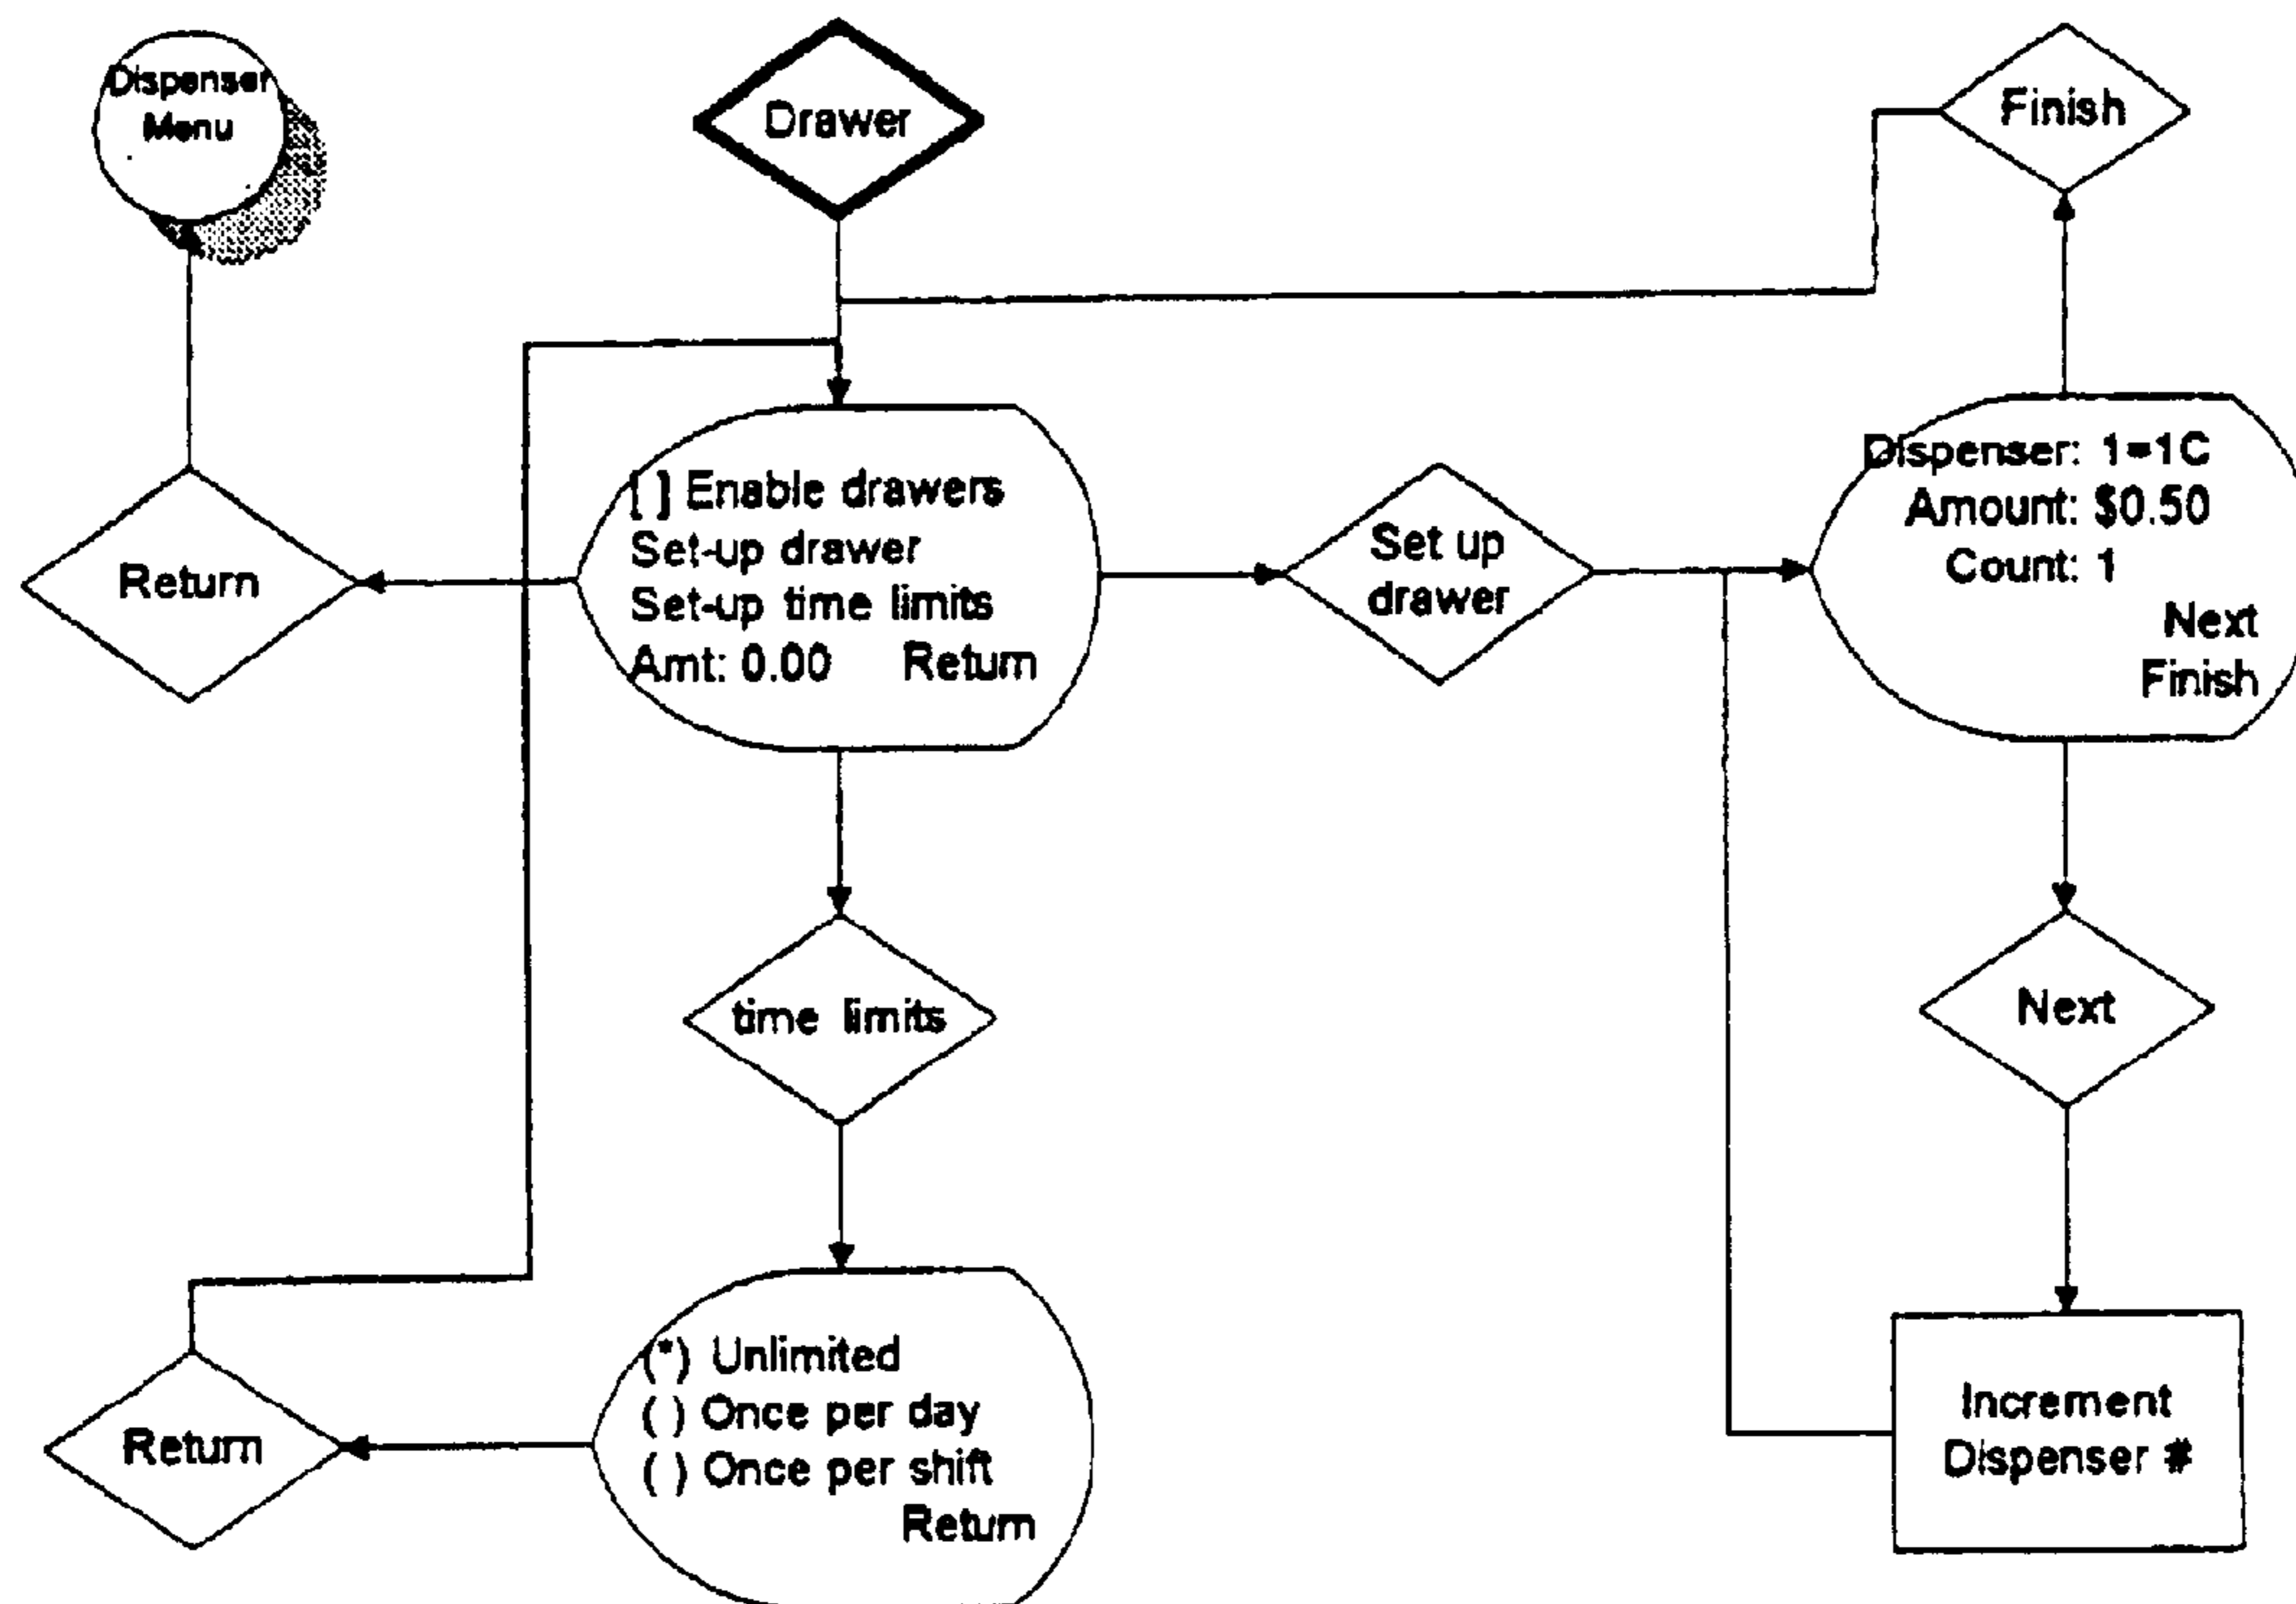 Dispenser
Menu
Drawer
Finish
[ ] Enable drawers
Set-up drawer
Set-up time limits
Amt: 0.00 Return
Return
Set up
drawer
Dispenser: 1=1C
Amount: $0.50
Count: 1
Next
Finish
time limits
Next
(*) Unlimited
( ) Once per day
( ) Once per shift
Return
Return
Increment
Dispenser #